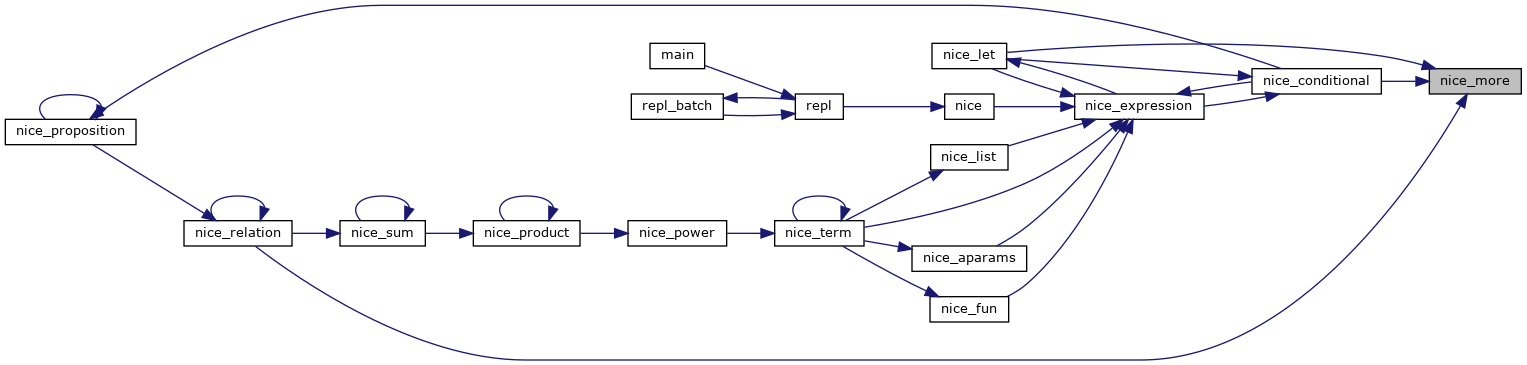 main
nice_let
nice_conditional
nice_more
repl_batch
repl
nice
nice_expression
nice_proposition
nice_list
nice_relation
nice_sum
nice_product
nice_power
nice_term
nice_aparams
nice_fun